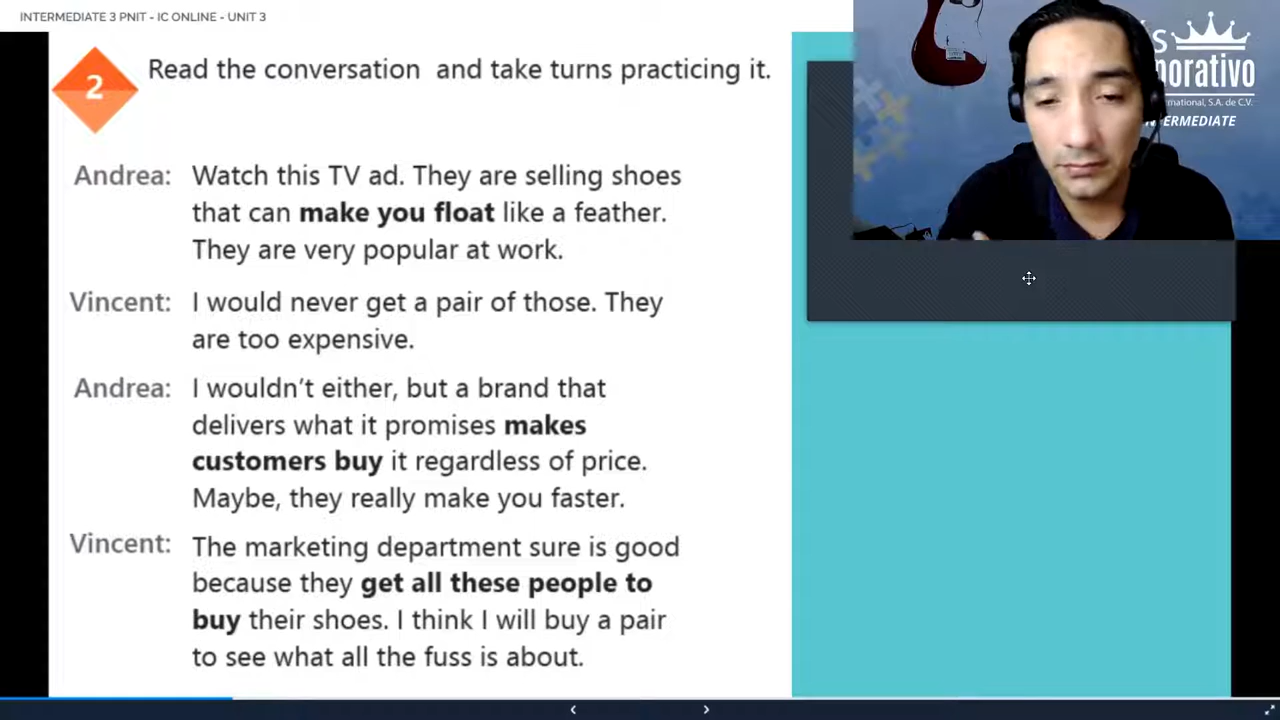 INTERMEDIATE 3 PNIT - IC ONLINE - UNIT 3
2
Read the conversation and take turns practicing it.
Andrea: Watch this TV ad. They are selling shoes
that can make you float like a feather.
They are very popular at work.
Vincent: I would never get a pair of those. They
are too expensive.
Andrea: I wouldn't either, but a brand that
delivers what it promises makes
customers buy it regardless of price.
Maybe, they really make you faster.
Vincent: The marketing department sure is good
because they get all these people to
buy their shoes. I think I will buy a pair
to see what all the fuss is about.